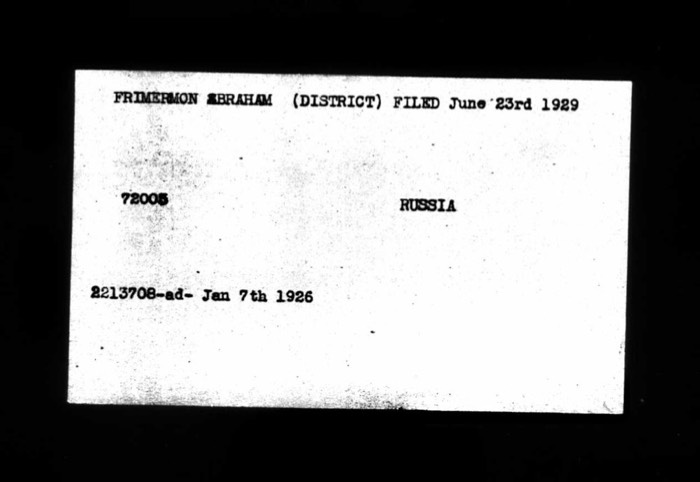 FRIMERMON ABRAHAM (DISTRICT) FILED June 23rd 1929
72005 RUSSIA
2213708-ad- Jan 7th 1926